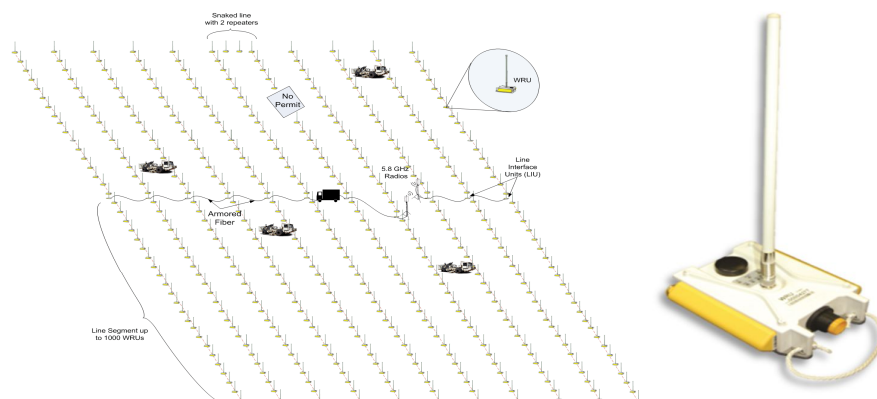 Snaked line
with 2 repeaters
No
Permit
WRU
5.8 GHz
Radios
Line
Interface
Units (LIU)
Armored
Fiber
Line Segment up
to 1000 WRUs